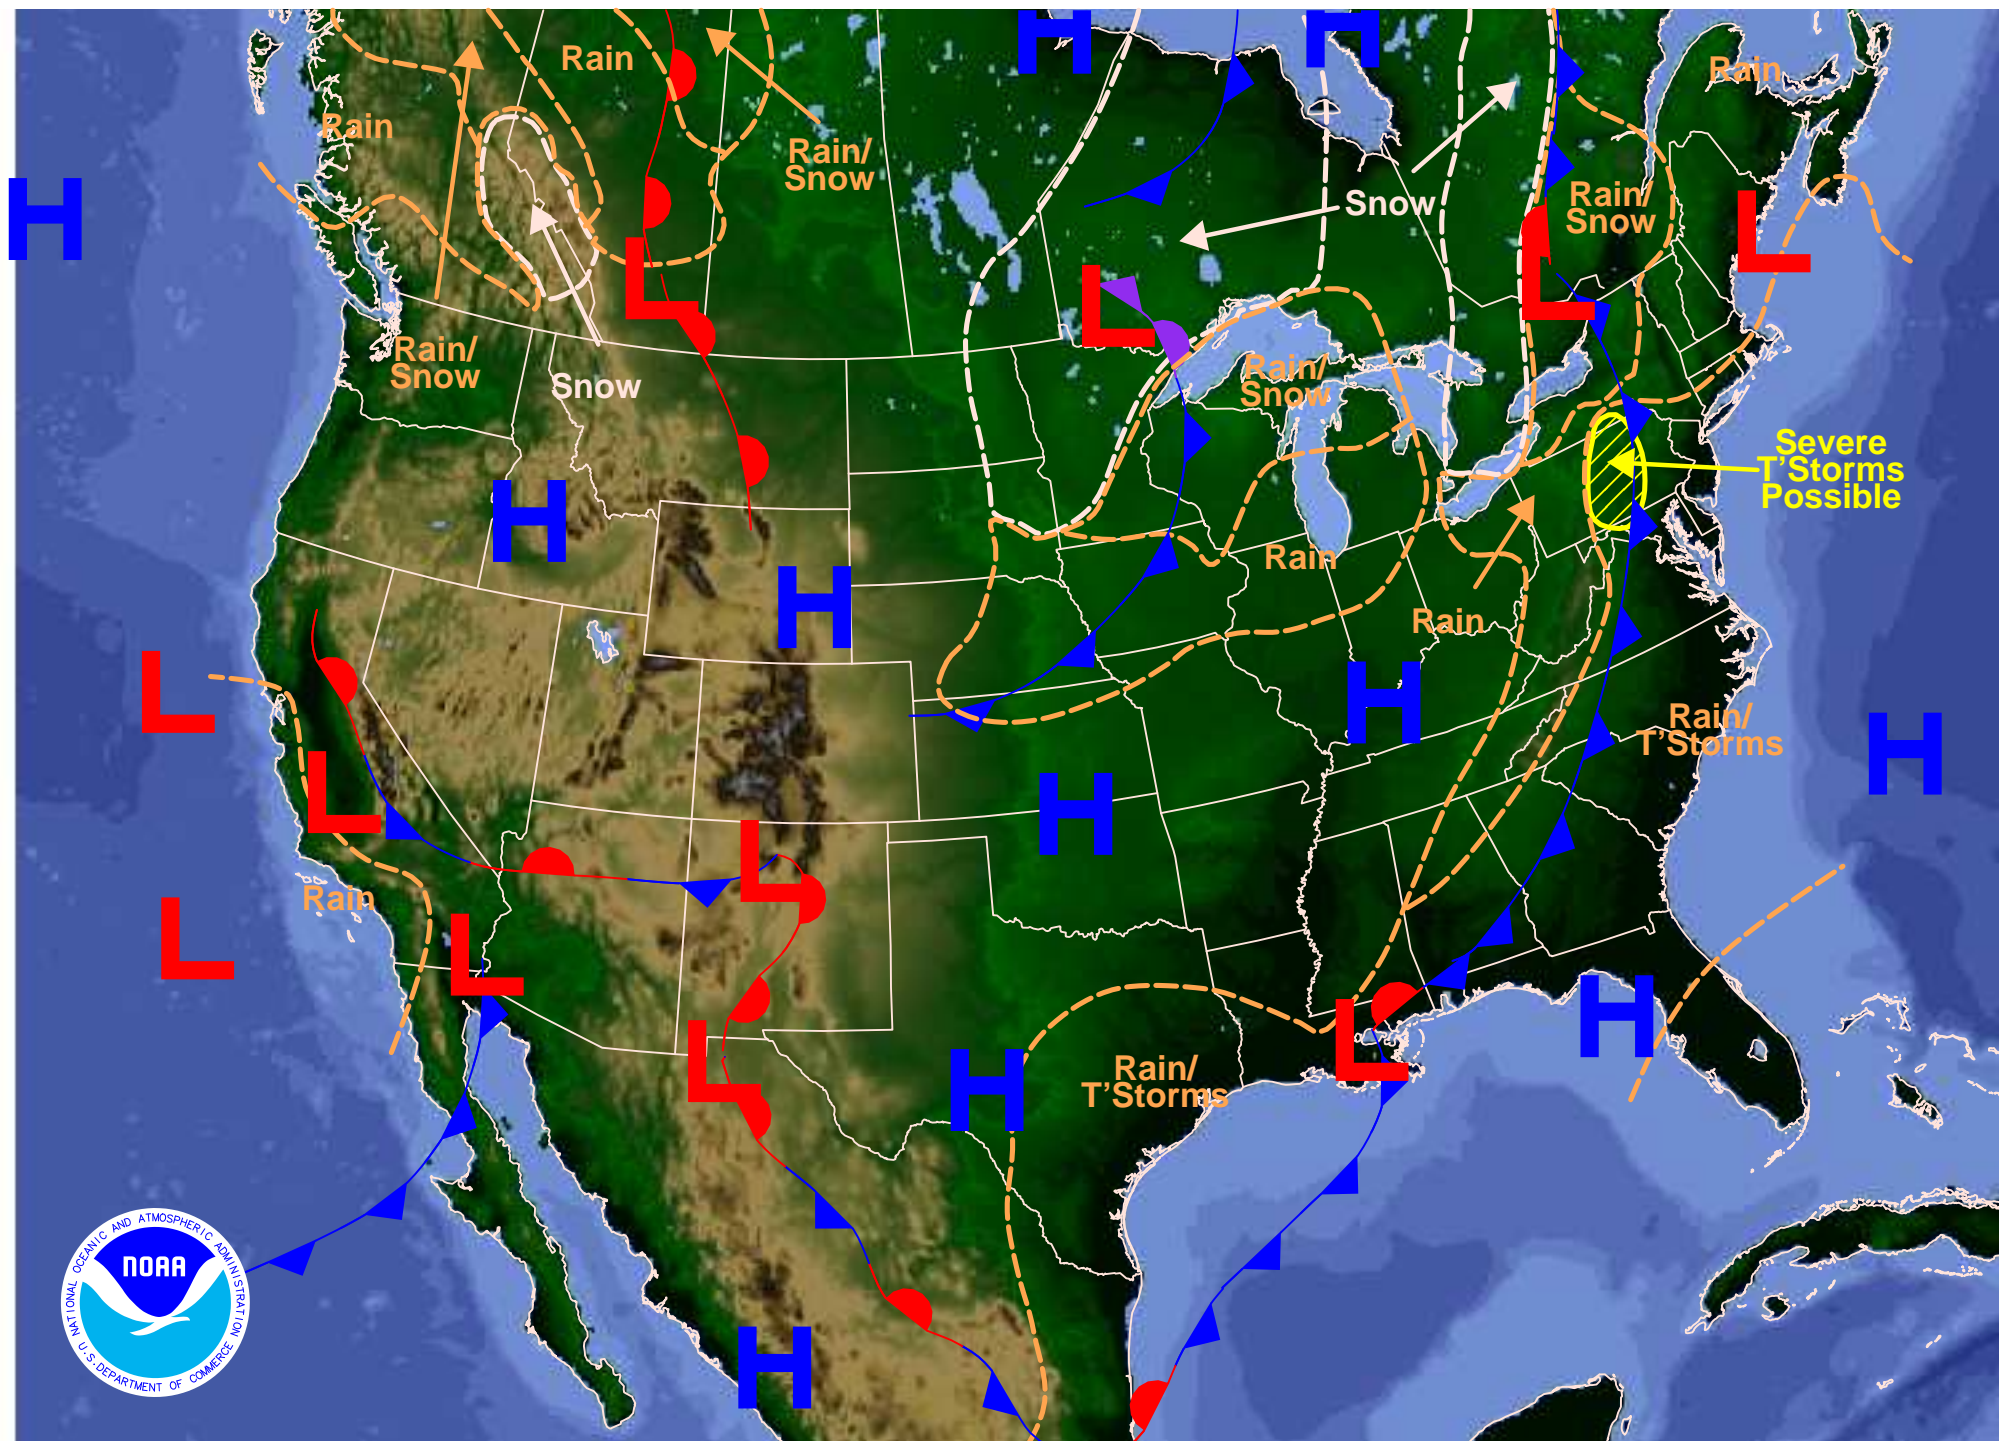 H
H
Rain
Rain
Rain
Rain/
Snow
Rain/
Snow
H
Snow
L
L
L
L
Rain/
Snow
Snow
Rain/
Snow
Severe
T'Storms
Possible
H
Rain
H
Rain
L
H
Rain/
T'Storms
H
L
H
L
Rain
L
L
H
L
L
H
Rain/
T'Storms
H
NATIONAL OCEANIC AND ATMOSPHERIC ADMINISTRATION
NOAA
U.S. DEPARTMENT OF COMMERCE